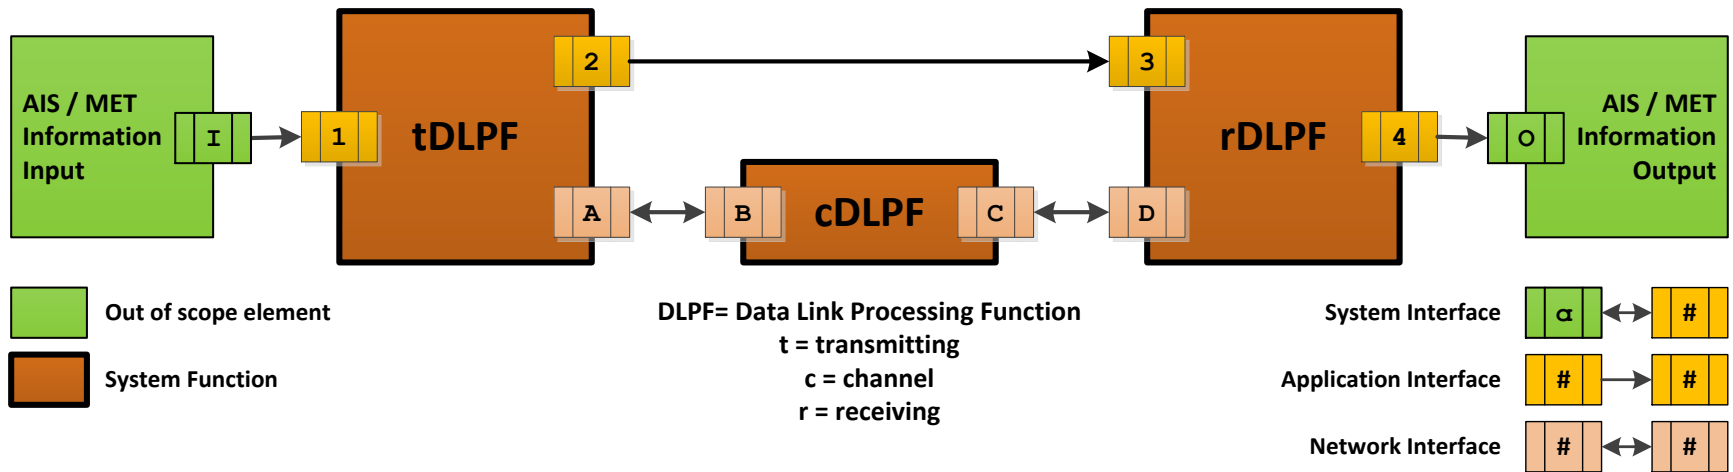 AIS / MET
Information
Input
I
1
tDLPF
2
A
B
cDLPF
C
3
D
rDLPF
4
O
AIS / MET
Information
Output
Out of scope element
System Function
DLPF= Data Link Processing Function
t = transmitting
c = channel
r = receiving
System Interface
α #
Application Interface
# #
Network Interface
# #